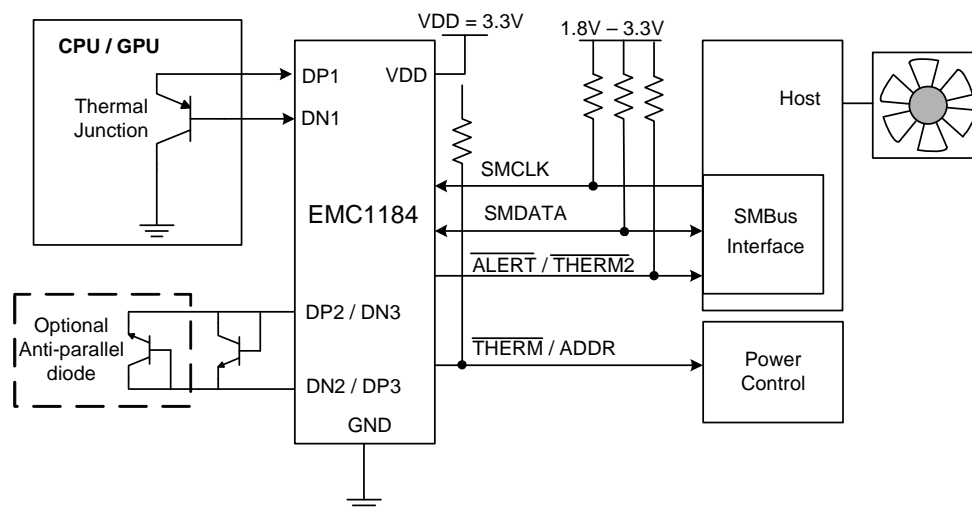 VDD = 3.3V
1.8V – 3.3V
CPU / GPU
Thermal
Junction
DP1
DN1
VDD
Host
SMCLK
SMDATA
EMC1184
SMBus
Interface
ALERT / THERM2
Optional
Anti-parallel
diode
DP2 / DN3
DN2 / DP3
GND
THERM / ADDR
Power
Control